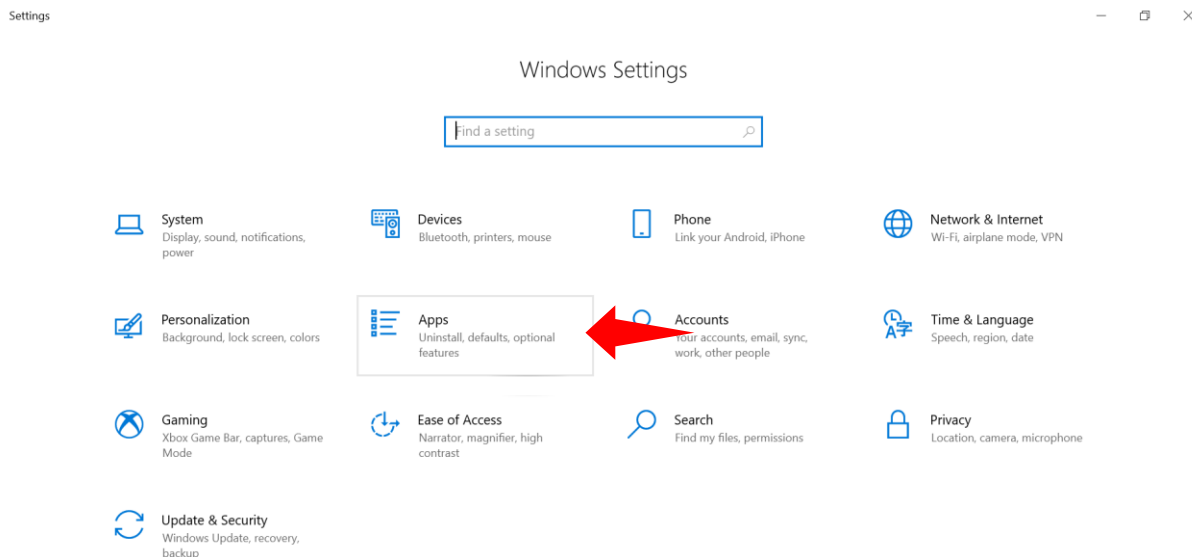 Settings
Windows Settings
Find a setting
System
Display, sound, notifications,
power
Devices
Bluetooth, printers, mouse
Phone
Link your Android, iPhone
Network & Internet
Wi-Fi, airplane mode, VPN
Personalization
Background, lock screen, colors
Apps
Uninstall, defaults, optional
features
Accounts
Your accounts, email, sync,
work, other people
Time & Language
Speech, region, date
Gaming
Xbox Game Bar, captures, Game
Mode
Ease of Access
Narrator, magnifier, high
contrast
Search
Find my files, permissions
Privacy
Location, camera, microphone
Update & Security
Windows Update, recovery,
backup